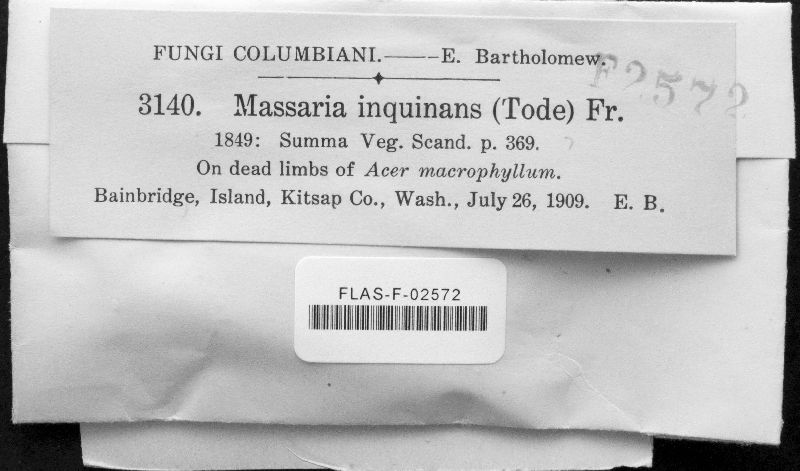 FUNGI COLUMBIANI.——E. Bartholomew.
F2572
3140. Massaria inquinans (Tode) Fr.
1849: Summa Veg. Scand. p. 369.
On dead limbs of Acer macrophyllum.
Bainbridge, Island, Kitsap Co., Wash., July 26, 1909. E. B.
FLAS-F-02572